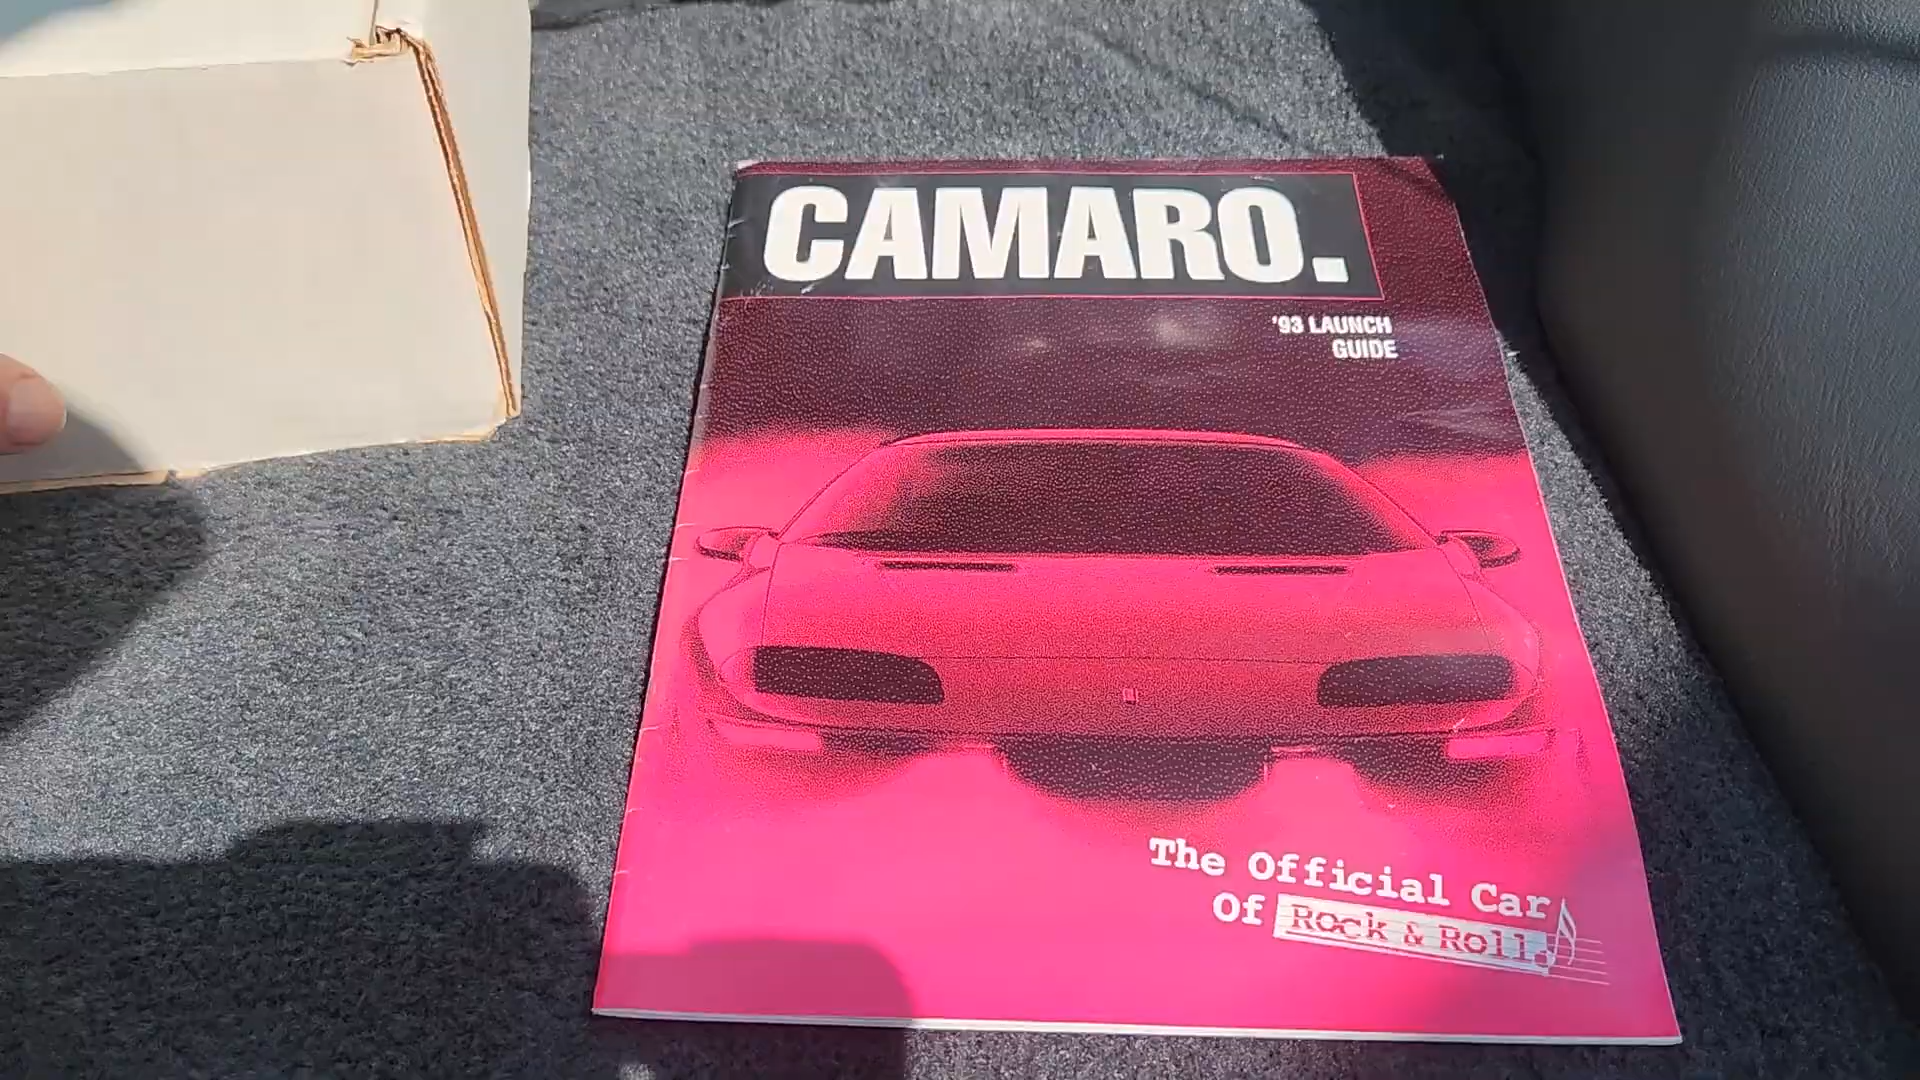 CAMARO.
'93 LAUNCH
GUIDE
The Official Car
Of Rock & Roll